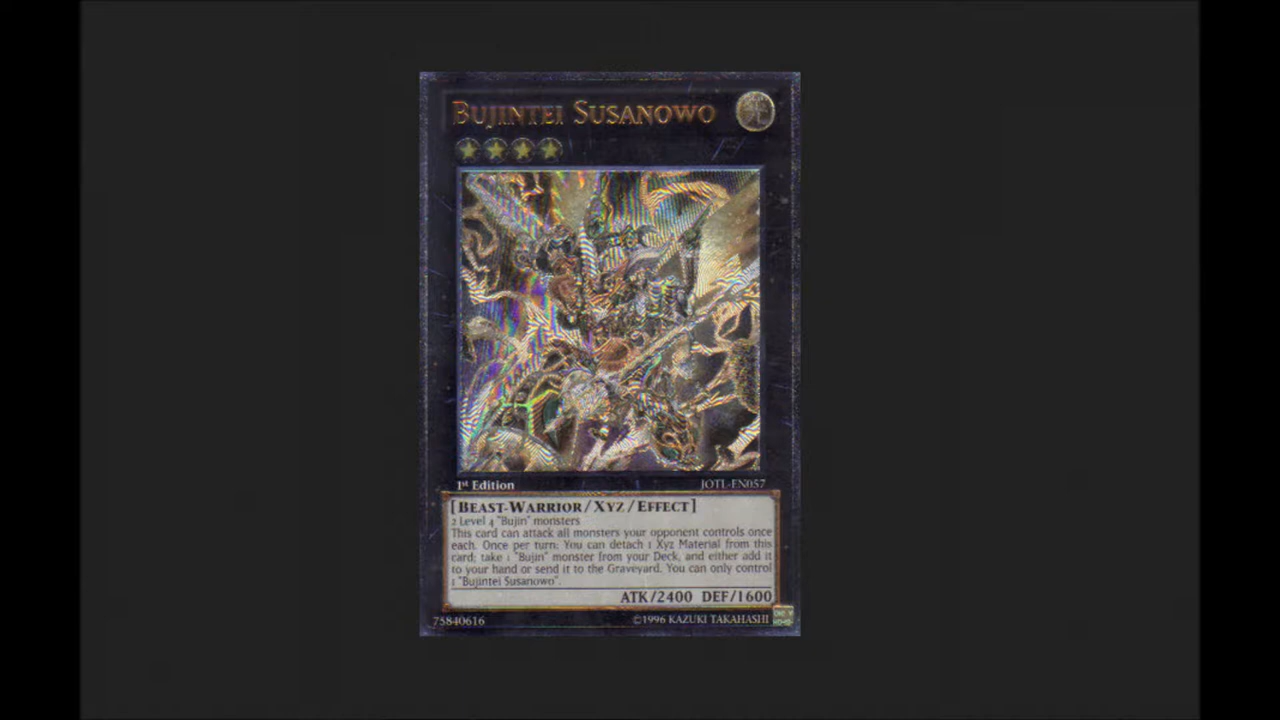 BUJINTEI SUSANOWO
1st Edition
JOTL-EN057
[BEAST-WARRIOR/XYZ/EFFECT]
2 Level 4 "Bujin" monsters
This card can attack all monsters your opponent controls once
each. Once per turn: You can detach 1 Xyz Material from this
card; take 1 "Bujin" monster from your Deck, and either add it
to your hand or send it to the Graveyard. You can only control
1 "Bujintei Susanowo".
ATK/2400 DEF/1600
75840616
©1996 KAZUKI TAKAHASHI